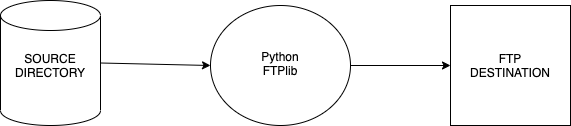 SOURCE
DIRECTORY
Python
FTPlib
FTP
DESTINATION